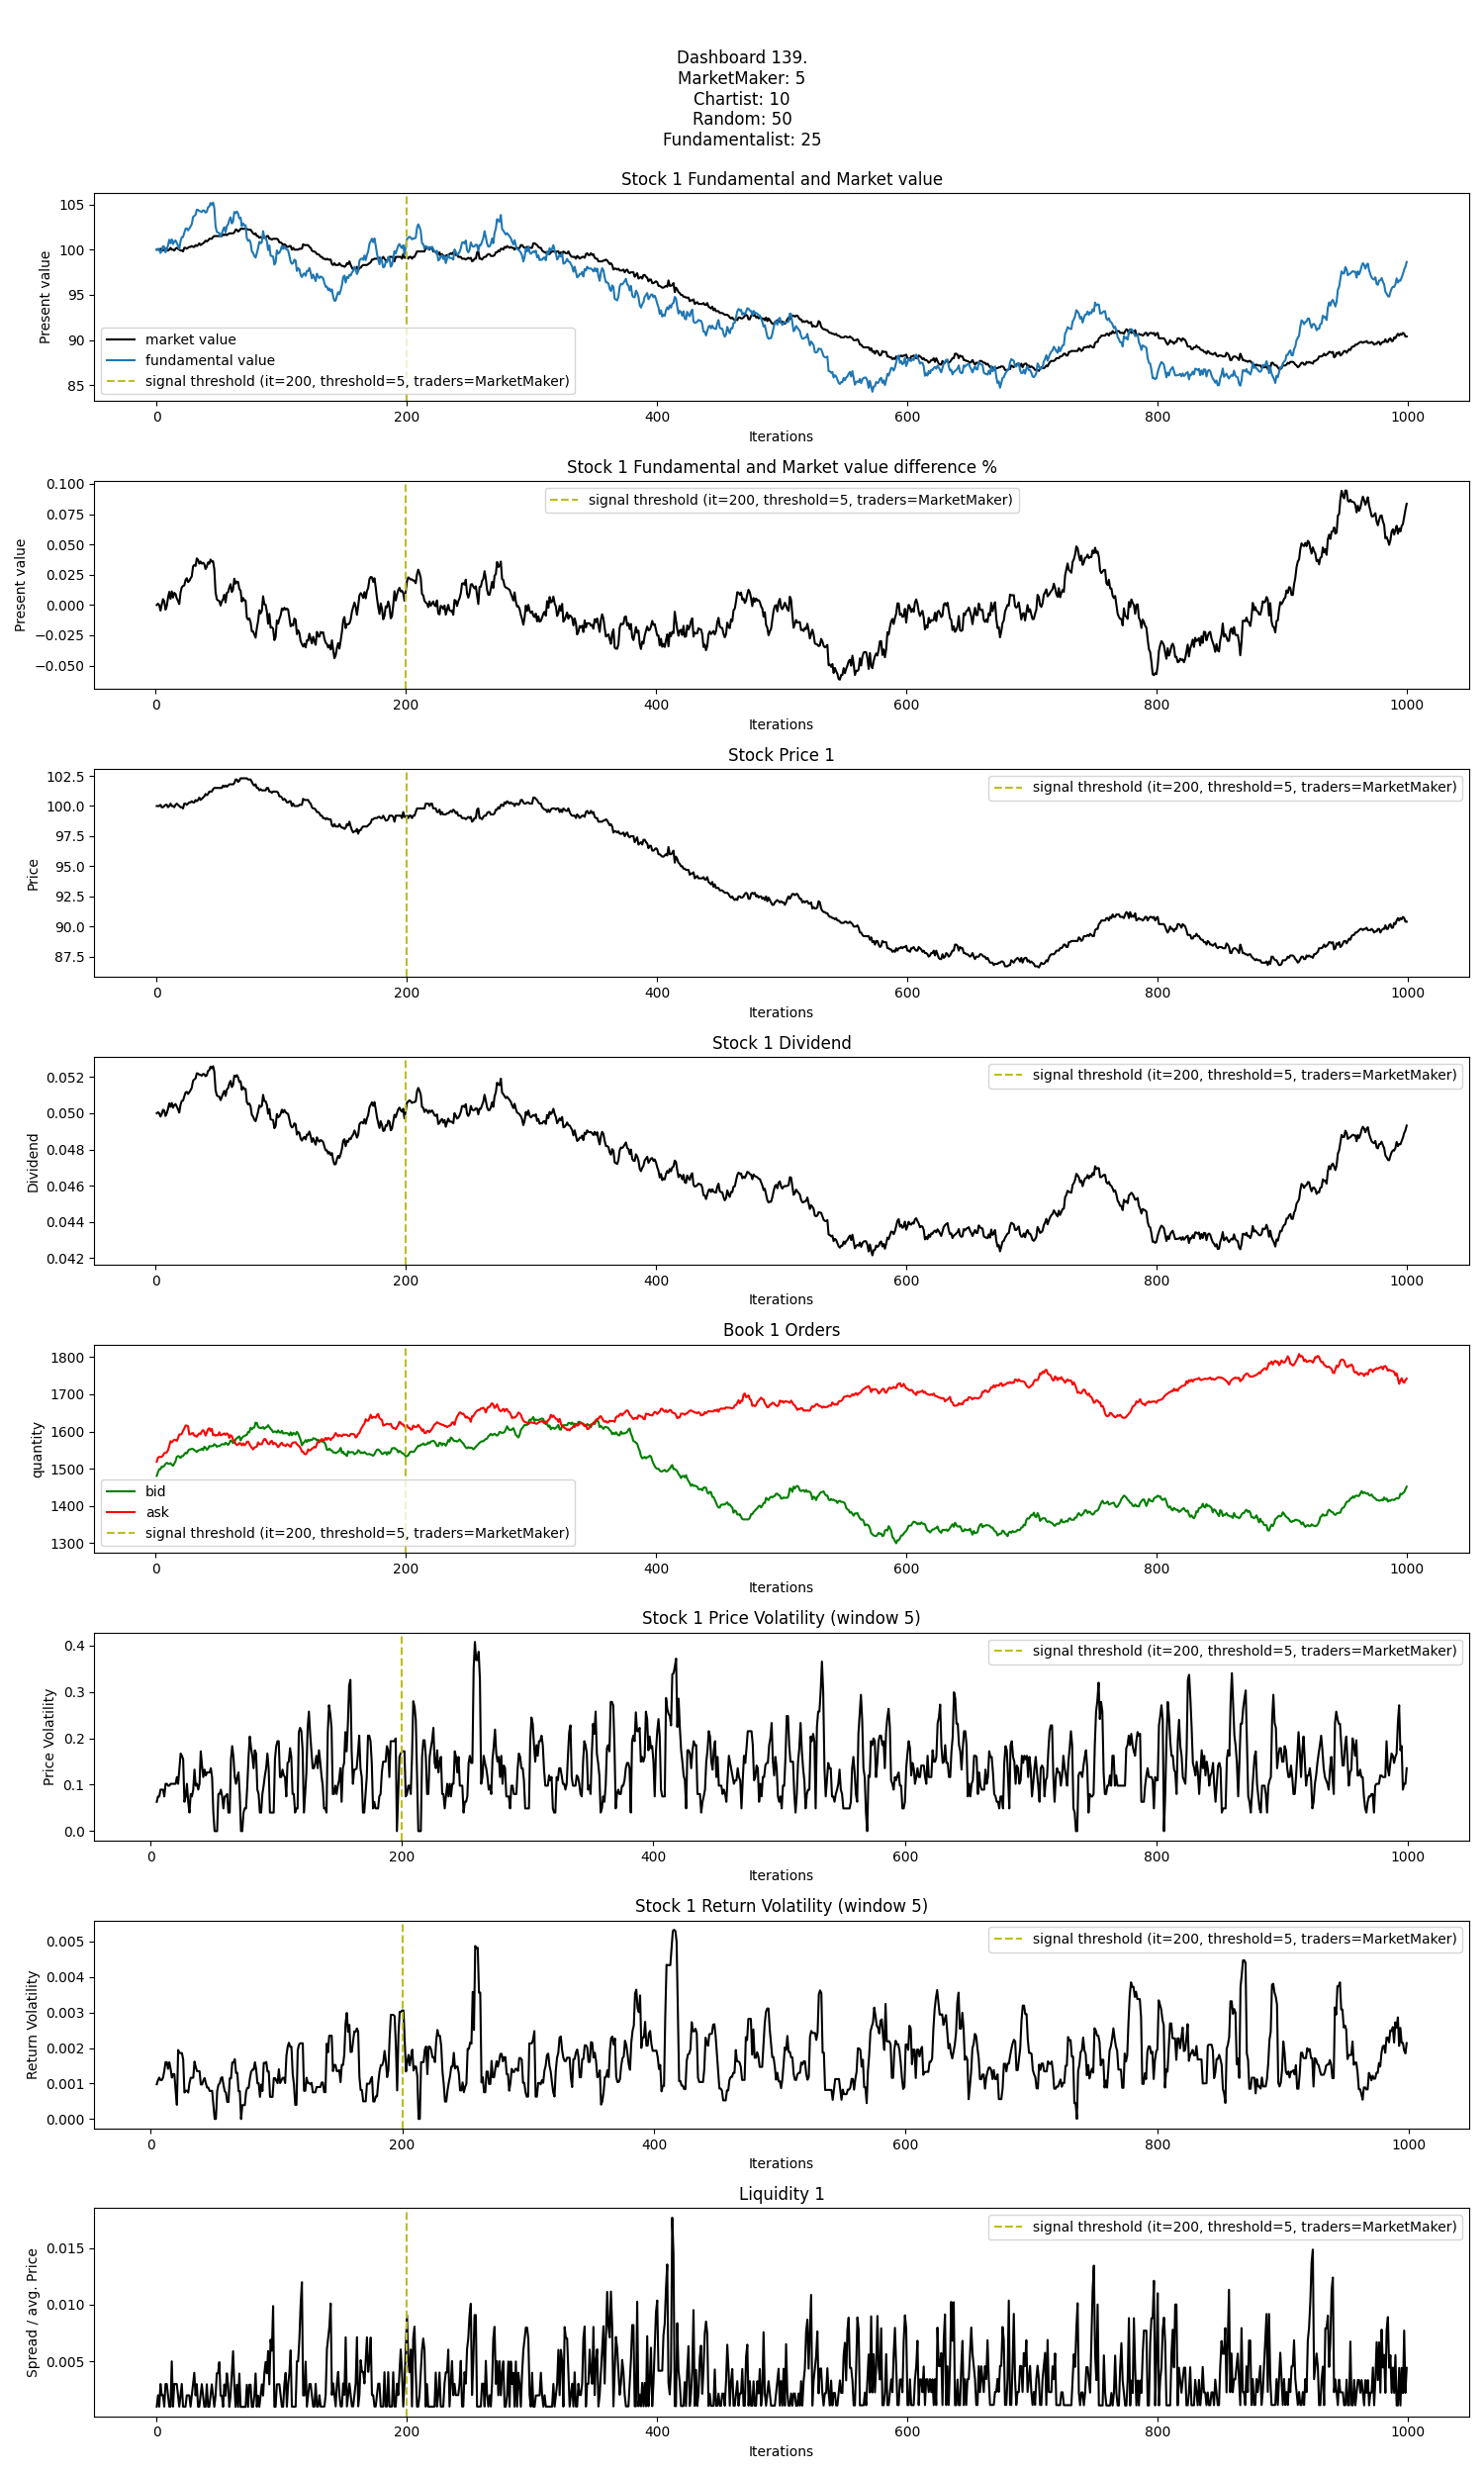 Dashboard 139.
MarketMaker: 5
Chartist: 10
Random: 50
Fundamentalist: 25
Stock 1 Fundamental and Market value
Present value
105
100
95
90
85
market value
fundamental value
signal threshold (it=200, threshold=5, traders=MarketMaker)
0 200 400 600 800 1000
Iterations
Stock 1 Fundamental and Market value difference %
Present value
0.100
0.075
0.050
0.025
0.000
−0.025
−0.050
signal threshold (it=200, threshold=5, traders=MarketMaker)
0 200 400 600 800 1000
Iterations
Stock Price 1
Price
102.5
100.0
97.5
95.0
92.5
90.0
87.5
signal threshold (it=200, threshold=5, traders=MarketMaker)
0 200 400 600 800 1000
Iterations
Stock 1 Dividend
Dividend
0.052
0.050
0.048
0.046
0.044
0.042
signal threshold (it=200, threshold=5, traders=MarketMaker)
0 200 400 600 800 1000
Iterations
Book 1 Orders
quantity
1800
1700
1600
1500
1400
1300
bid
ask
signal threshold (it=200, threshold=5, traders=MarketMaker)
0 200 400 600 800 1000
Iterations
Stock 1 Price Volatility (window 5)
Price Volatility
0.4
0.3
0.2
0.1
0.0
signal threshold (it=200, threshold=5, traders=MarketMaker)
0 200 400 600 800 1000
Iterations
Stock 1 Return Volatility (window 5)
Return Volatility
0.005
0.004
0.003
0.002
0.001
0.000
signal threshold (it=200, threshold=5, traders=MarketMaker)
0 200 400 600 800 1000
Iterations
Liquidity 1
Spread / avg. Price
0.015
0.010
0.005
signal threshold (it=200, threshold=5, traders=MarketMaker)
0 200 400 600 800 1000
Iterations